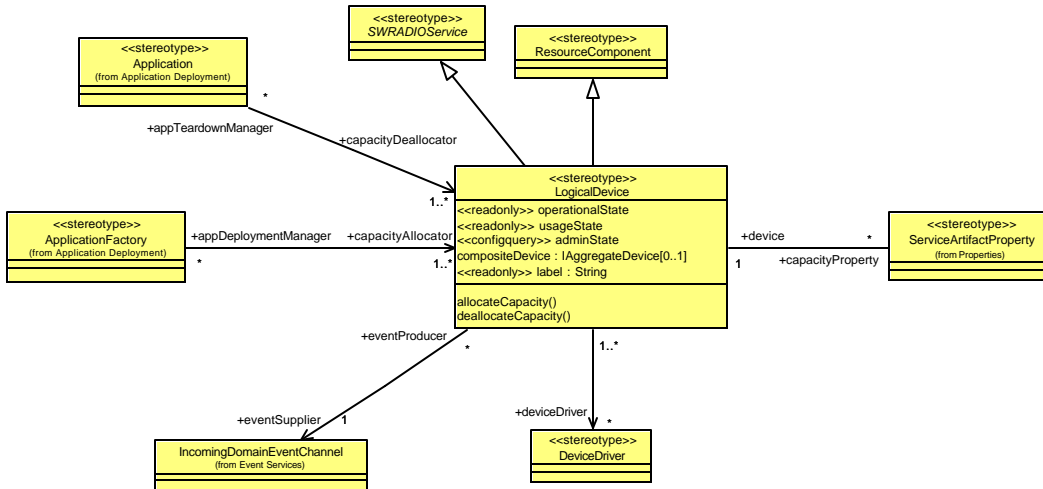 <<stereotype>>
SWRADIOService
<<stereotype>>
ResourceComponent
<<stereotype>>
Application
(from Application Deployment)
*
+appTeardownManager
+capacityDeallocator
1..*
<<stereotype>>
LogicalDevice
<<readonly>> operationalState
<<readonly>> usageState
<<configquery>> adminState
compositeDevice : IAggregateDevice[0..1]
<<readonly>> label : String
allocateCapacity()
deallocateCapacity()
<<stereotype>>
ApplicationFactory
(from Application Deployment)
+appDeploymentManager
*
+capacityAllocator
1..*
+device
1
*
+capacityProperty
<<stereotype>>
ServiceArtifactProperty
(from Properties)
+eventProducer
*
+eventSupplier
1
1..*
+deviceDriver
*
IncomingDomainEventChannel
(from Event Services)
<<stereotype>>
DeviceDriver